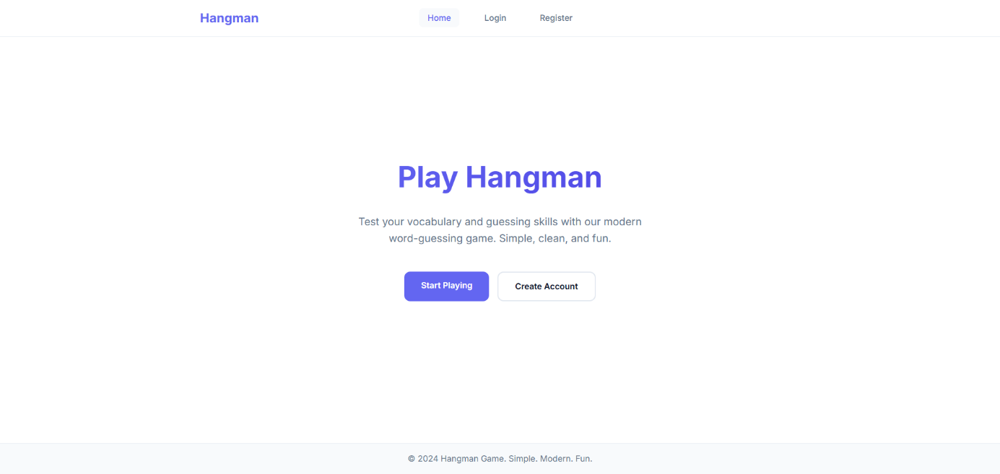 Hangman
Home
Login
Register
Play Hangman
Test your vocabulary and guessing skills with our modern
word-guessing game. Simple, clean, and fun.
Start Playing
Create Account
© 2024 Hangman Game. Simple. Modern. Fun.